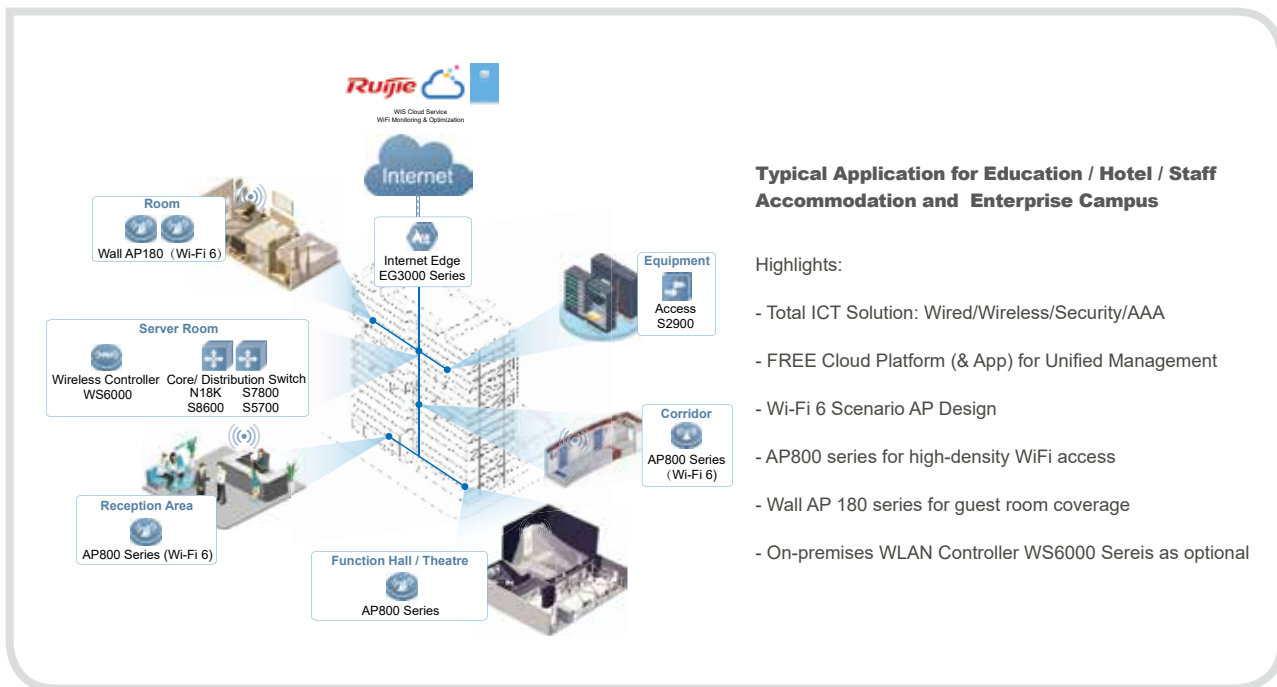 Ruijie
WIS Cloud Service
WiFi Monitoring & Optimization
Internet
Room
Wall AP180（Wi-Fi 6）
Internet Edge
EG3000 Series
Equipment
Access
S2900
Server Room
Wireless Controller
WS6000
Core/ Distribution Switch
N18K S7800
S8600 S5700
Corridor
AP800 Series
（Wi-Fi 6)
Reception Area
AP800 Series (Wi-Fi 6)
Function Hall / Theatre
AP800 Series
Typical Application for Education / Hotel / Staff
Accommodation and Enterprise Campus
Highlights:
- Total ICT Solution: Wired/Wireless/Security/AAA
- FREE Cloud Platform (& App) for Unified Management
- Wi-Fi 6 Scenario AP Design
- AP800 series for high-density WiFi access
- Wall AP 180 series for guest room coverage
- On-premises WLAN Controller WS6000 Sereis as optional